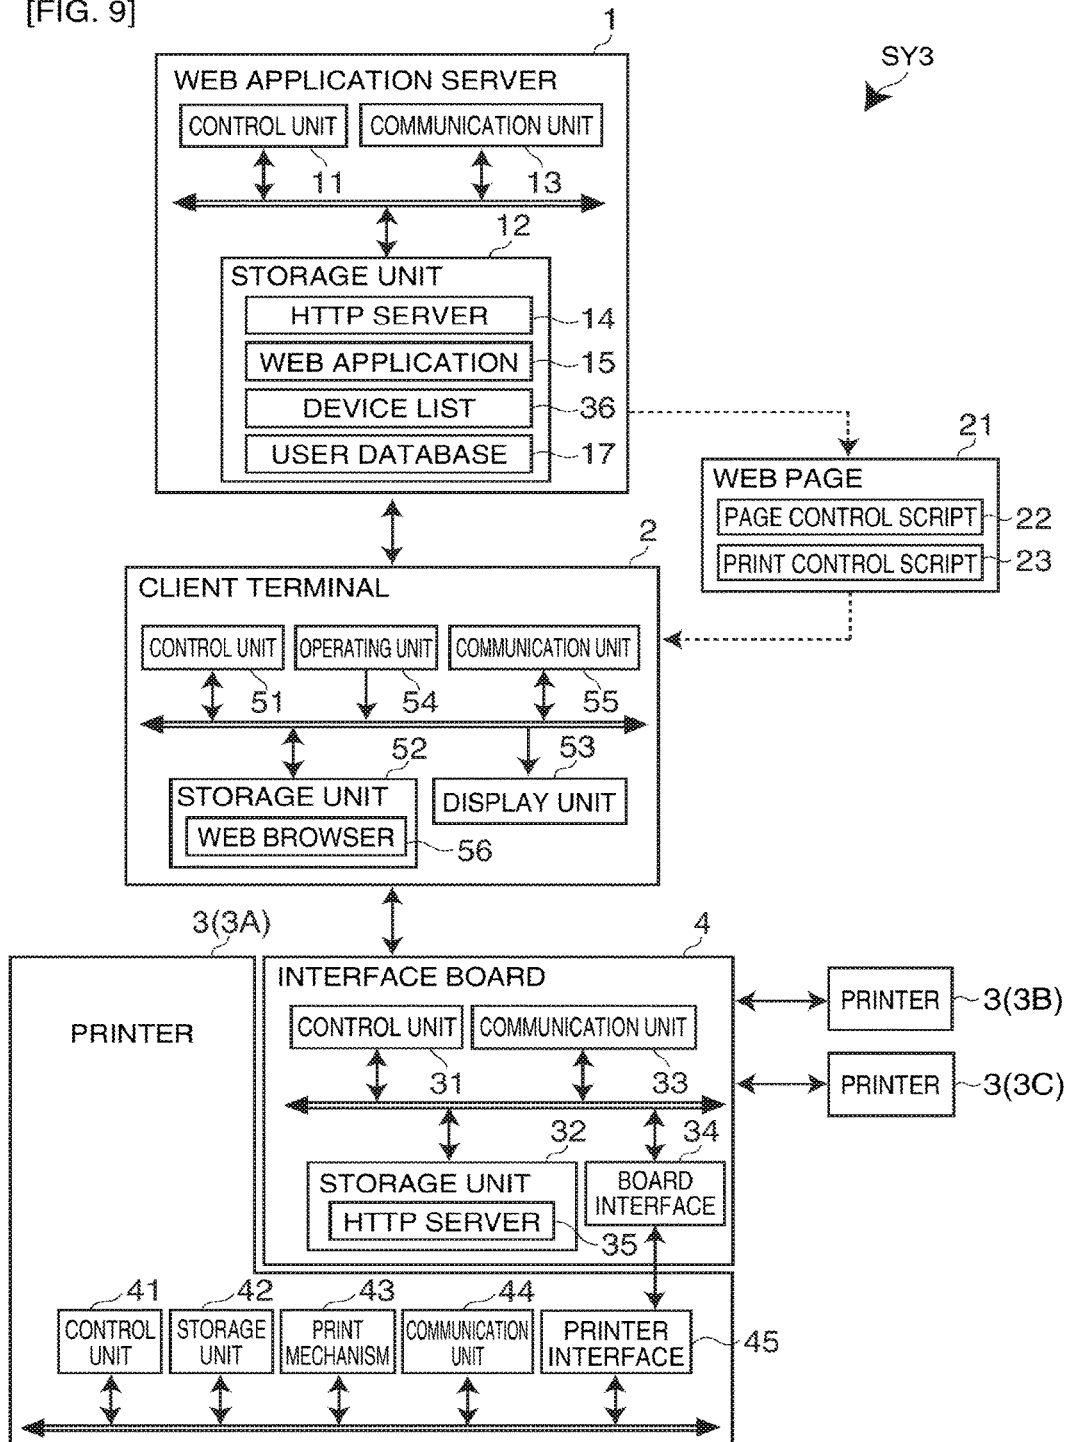 [FIG. 9]
1
SY3
WEB APPLICATION SERVER
CONTROL UNIT
COMMUNICATION UNIT
11
13
12
STORAGE UNIT
HTTP SERVER
14
WEB APPLICATION
15
DEVICE LIST
36
USER DATABASE
17
21
WEB PAGE
PAGE CONTROL SCRIPT
22
PRINT CONTROL SCRIPT
23
2
CLIENT TERMINAL
CONTROL UNIT
OPERATING UNIT
COMMUNICATION UNIT
51
54
55
52
53
STORAGE UNIT
WEB BROWSER
56
DISPLAY UNIT
3(3A)
4
PRINTER
INTERFACE BOARD
CONTROL UNIT
COMMUNICATION UNIT
31
33
PRINTER
3(3B)
PRINTER
3(3C)
32
34
STORAGE UNIT
HTTP SERVER
35
BOARD
INTERFACE
41
42
43
44
CONTROL
UNIT
STORAGE
UNIT
PRINT
MECHANISM
COMMUNICATION
UNIT
PRINTER
INTERFACE
45